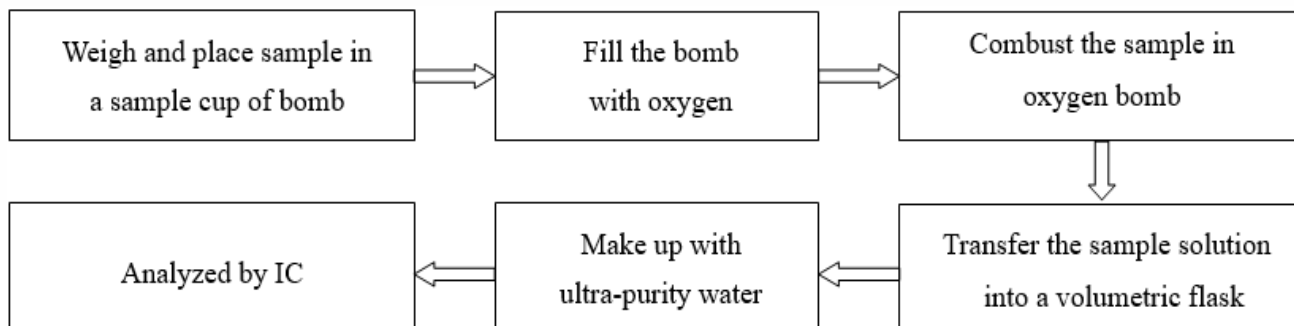 Weigh and place sample in
a sample cup of bomb
Fill the bomb
with oxygen
Combust the sample in
oxygen bomb
Transfer the sample solution
into a volumetric flask
Make up with
ultra-purity water
Analyzed by IC